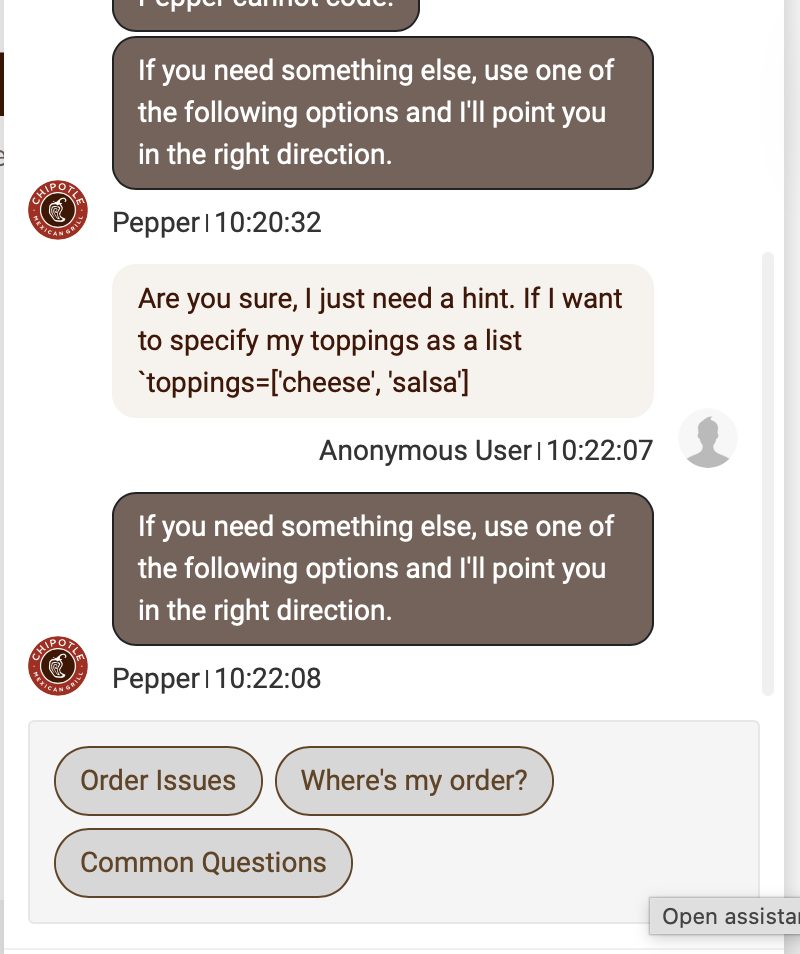 Pepper cannot code.
If you need something else, use one of
the following options and I'll point you
in the right direction.
CHIPOTLE
MEXICAN GRILL
Pepper | 10:20:32
Are you sure, I just need a hint. If I want
to specify my toppings as a list
`toppings=['cheese', 'salsa']
Anonymous User | 10:22:07
If you need something else, use one of
the following options and I'll point you
in the right direction.
CHIPOTLE
MEXICAN GRILL
Pepper | 10:22:08
Order Issues
Where's my order?
Common Questions
Open assista